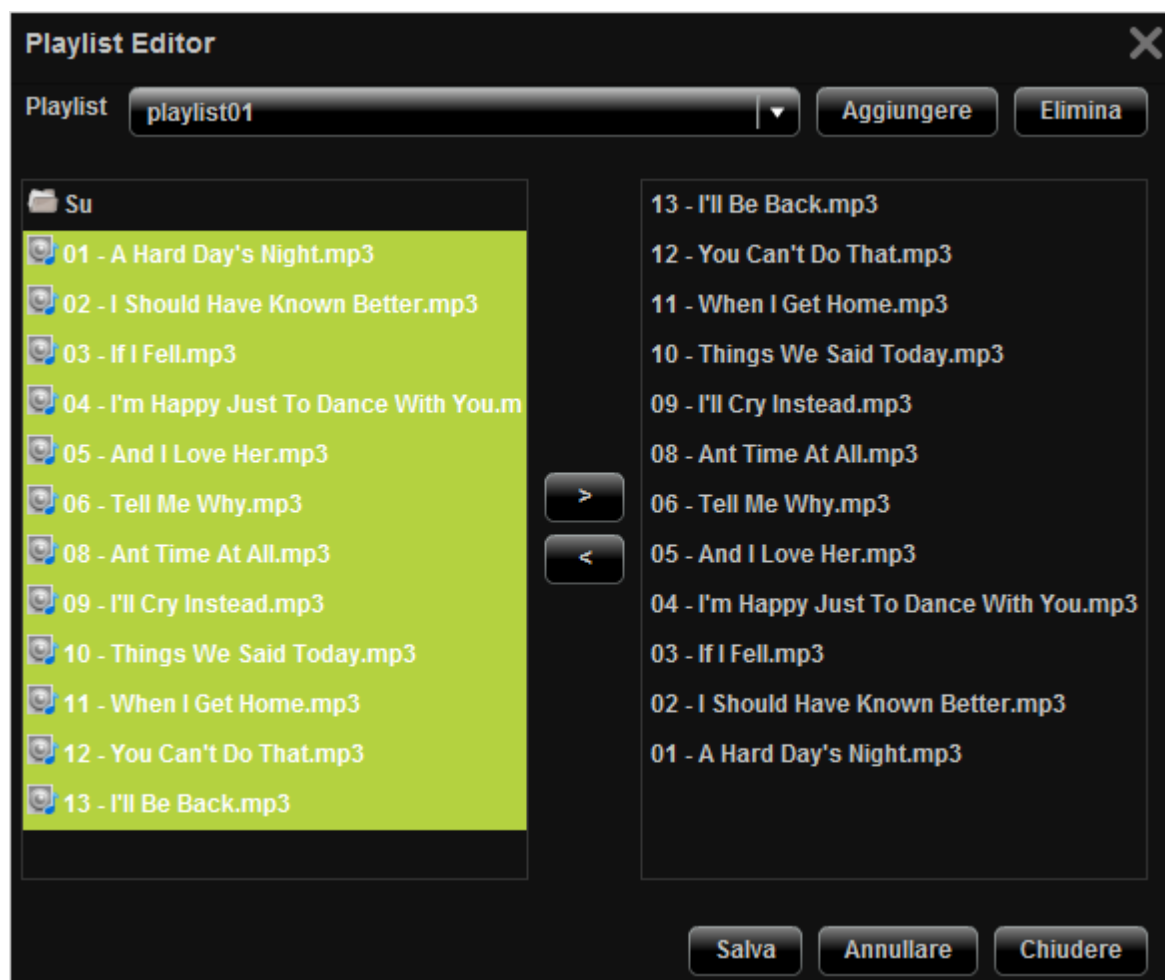 Playlist Editor
Playlist
playlist01
Aggiungere
Elimina
Su
01 - A Hard Day's Night.mp3
02 - I Should Have Known Better.mp3
03 - If I Fell.mp3
04 - I'm Happy Just To Dance With You.m
05 - And I Love Her.mp3
06 - Tell Me Why.mp3
08 - Ant Time At All.mp3
09 - I'll Cry Instead.mp3
10 - Things We Said Today.mp3
11 - When I Get Home.mp3
12 - You Can't Do That.mp3
13 - I'll Be Back.mp3
>
<
13 - I'll Be Back.mp3
12 - You Can't Do That.mp3
11 - When I Get Home.mp3
10 - Things We Said Today.mp3
09 - I'll Cry Instead.mp3
08 - Ant Time At All.mp3
06 - Tell Me Why.mp3
05 - And I Love Her.mp3
04 - I'm Happy Just To Dance With You.mp3
03 - If I Fell.mp3
02 - I Should Have Known Better.mp3
01 - A Hard Day's Night.mp3
Salva
Annullare
Chiudere